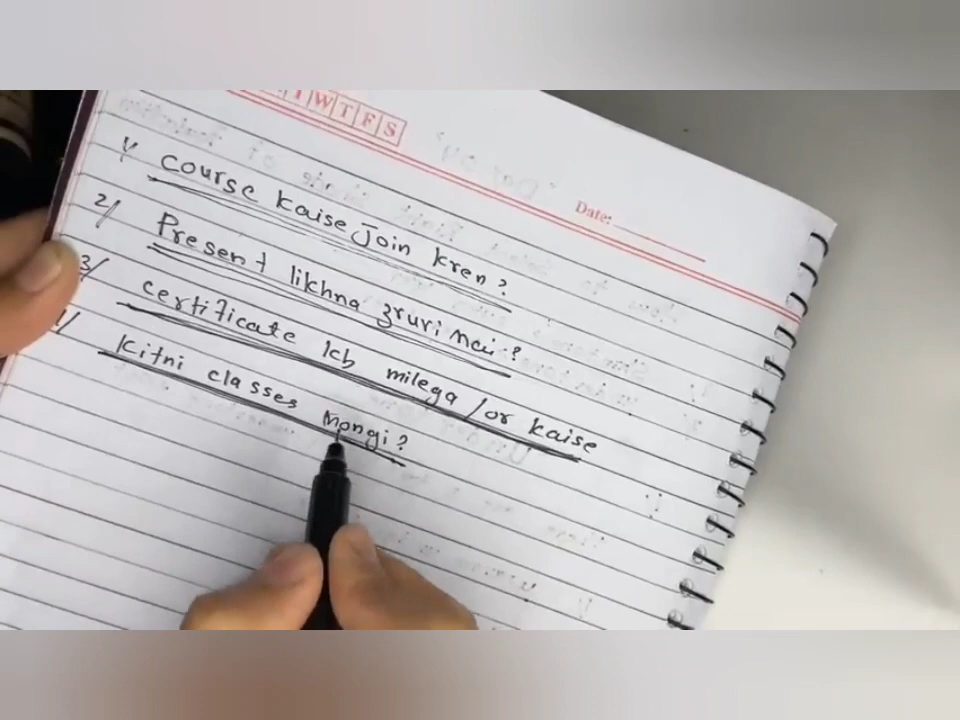 T W T F S
Date:
1/ Course kaise Join kren?
2/ Present likhna zruri hai?
3/ certificate kb milega / or kaise
4/ Kitni classes hongi?